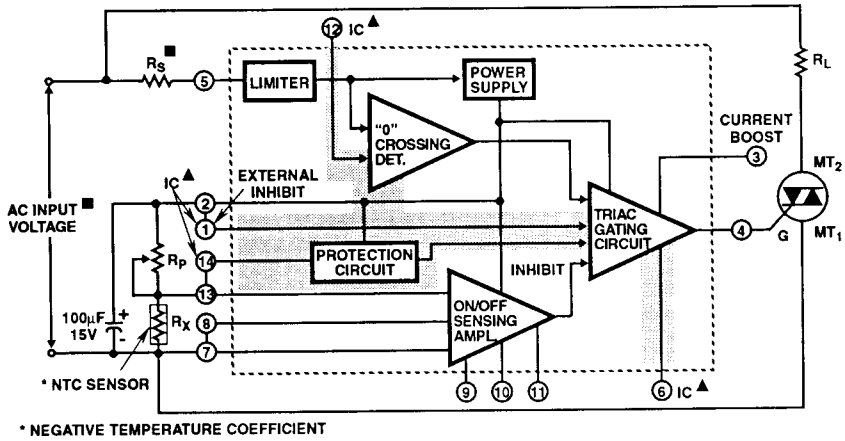 12 IC ▲
RS ■
5
LIMITER
POWER
SUPPLY
RL
"0"
CROSSING
DET.
CURRENT
BOOST
3
MT2
IC ▲
EXTERNAL
INHIBIT
AC INPUT ■
VOLTAGE
2
1
TRIAC
GATING
CIRCUIT
4
G
MT1
RP
14
PROTECTION
CIRCUIT
INHIBIT
13
ON/OFF
SENSING
AMPL.
100µF
15V
+
-
RX
8
7
* NTC SENSOR
9
10
11
6 IC ▲
* NEGATIVE TEMPERATURE COEFFICIENT